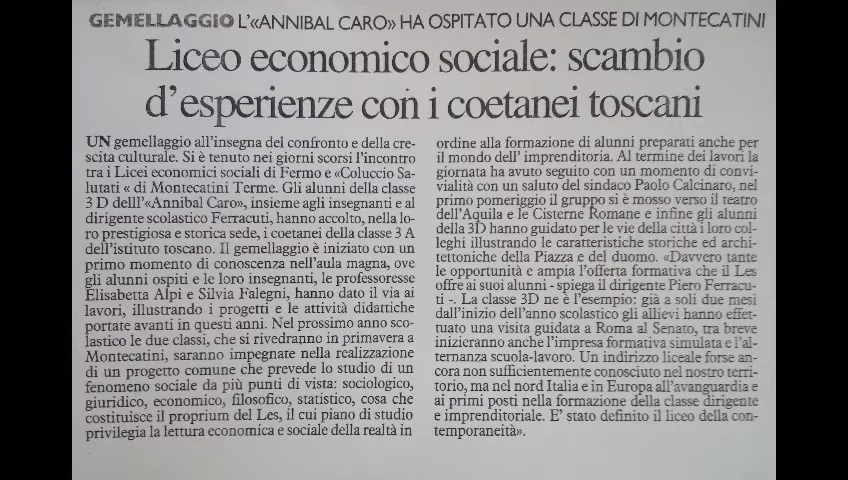 GEMELLAGGIO L'«ANNIBAL CARO» HA OSPITATO UNA CLASSE DI MONTECATINI
Liceo economico sociale: scambio
d'esperienze con i coetanei toscani
UN gemellaggio all'insegna del confronto e della cre-
scita culturale. Si è tenuto nei giorni scorsi l'incontro
tra i Licei economici sociali di Fermo e «Coluccio Sa-
lutati « di Montecatini Terme. Gli alunni della classe
3 D delll'«Annibal Caro», insieme agli insegnanti e al
dirigente scolastico Ferracuti, hanno accolto, nella lo-
ro prestigiosa e storica sede, i coetanei della classe 3 A
dell'istituto toscano. Il gemellaggio è iniziato con un
primo momento di conoscenza nell'aula magna, ove
gli alunni ospiti e le loro insegnanti, le professoresse
Elisabetta Alpi e Silvia Falegni, hanno dato il via ai
lavori, illustrando i progetti e le attività didattiche
portate avanti in questi anni. Nel prossimo anno sco-
lastico le due classi, che si rivedranno in primavera a
Montecatini, saranno impegnate nella realizzazione
di un progetto comune che prevede lo studio di un
fenomeno sociale da più punti di vista: sociologico,
giuridico, economico, filosofico, statistico, cosa che
costituisce il proprium del Les, il cui piano di studio
privilegia la lettura economica e sociale della realtà in
ordine alla formazione di alunni preparati anche per
il mondo dell' imprenditoria. Al termine dei lavori la
giornata ha avuto seguito con un momento di convi-
vialità con un saluto del sindaco Paolo Calcinaro, nel
primo pomeriggio il gruppo si è mosso verso il teatro
dell'Aquila e le Cisterne Romane e infine gli alunni
della 3D hanno guidato per le vie della città i loro col-
leghi illustrando le caratteristiche storiche ed archi-
tettoniche della Piazza e del duomo. «Davvero tante
le opportunità e ampia l'offerta formativa che il Les
offre ai suoi alunni - spiega il dirigente Piero Ferracu-
ti -. La classe 3D ne è l'esempio: già a soli due mesi
dall'inizio dell'anno scolastico gli allievi hanno effet-
tuato una visita guidata a Roma al Senato, tra breve
inizieranno anche l'impresa formativa simulata e l'al-
ternanza scuola-lavoro. Un indirizzo liceale forse an-
cora non sufficientemente conosciuto nel nostro terri-
torio, ma nel nord Italia e in Europa all'avanguardia e
ai primi posti nella formazione della classe dirigente
e imprenditoriale. E' stato definito il liceo della con-
temporaneità».